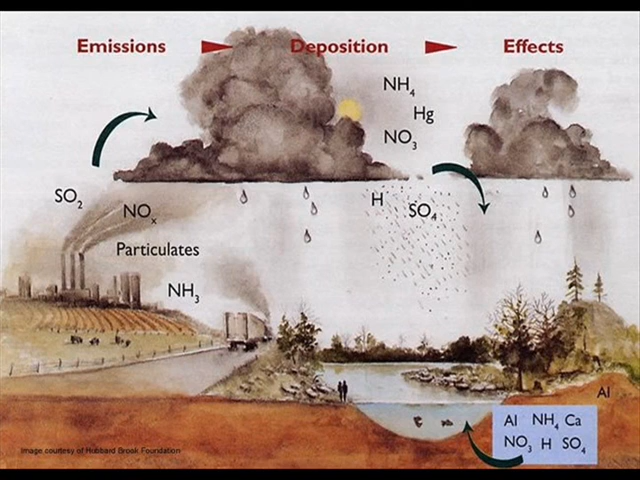 Emissions Deposition Effects
NH₄
Hg
NO₃
SO₂
NOₓ
H
SO₄
Particulates
NH₃
Al
Al NH₄ Ca
NO₃ H SO₄
Image courtesy of Hubbard Brook Foundation